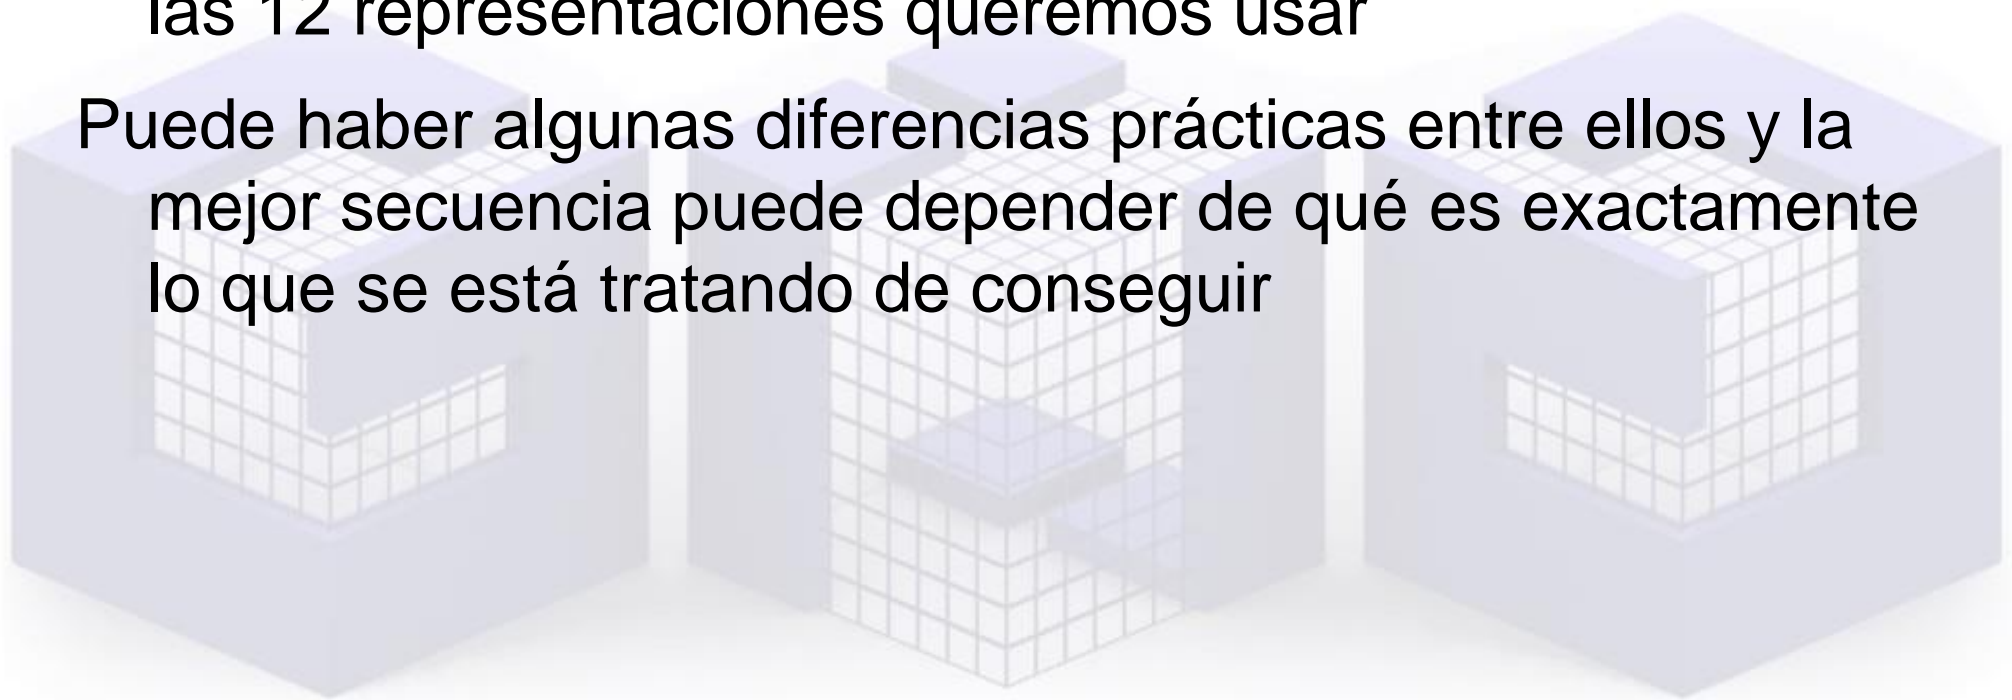 las 12 representaciones queremos usar
Puede haber algunas diferencias prácticas entre ellos y la
mejor secuencia puede depender de qué es exactamente
lo que se está tratando de conseguir